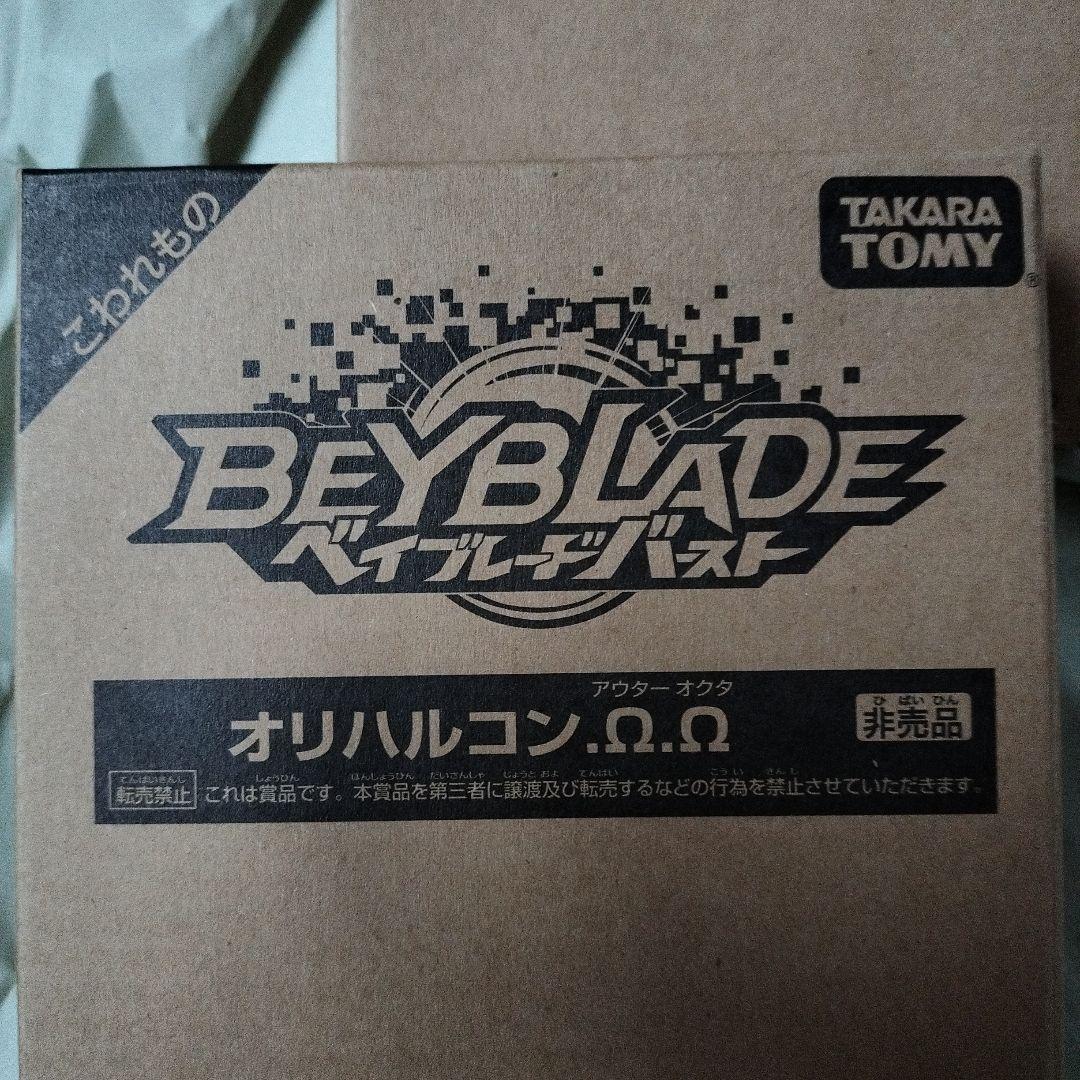 こわれもの
TAKARA
TOMY
®
BEYBLADE
ベイブレードバースト
アウター オクタ
オリハルコン.Ω.Ω
ひ ばい ひん
非売品
てんばいきんし
転売禁止
しょうひん
ほんしょうひん だいさんしゃ じょうと およ てんばい こうい きんし
これは賞品です。本賞品を第三者に譲渡及び転売するなどの行為を禁止させていただきます。